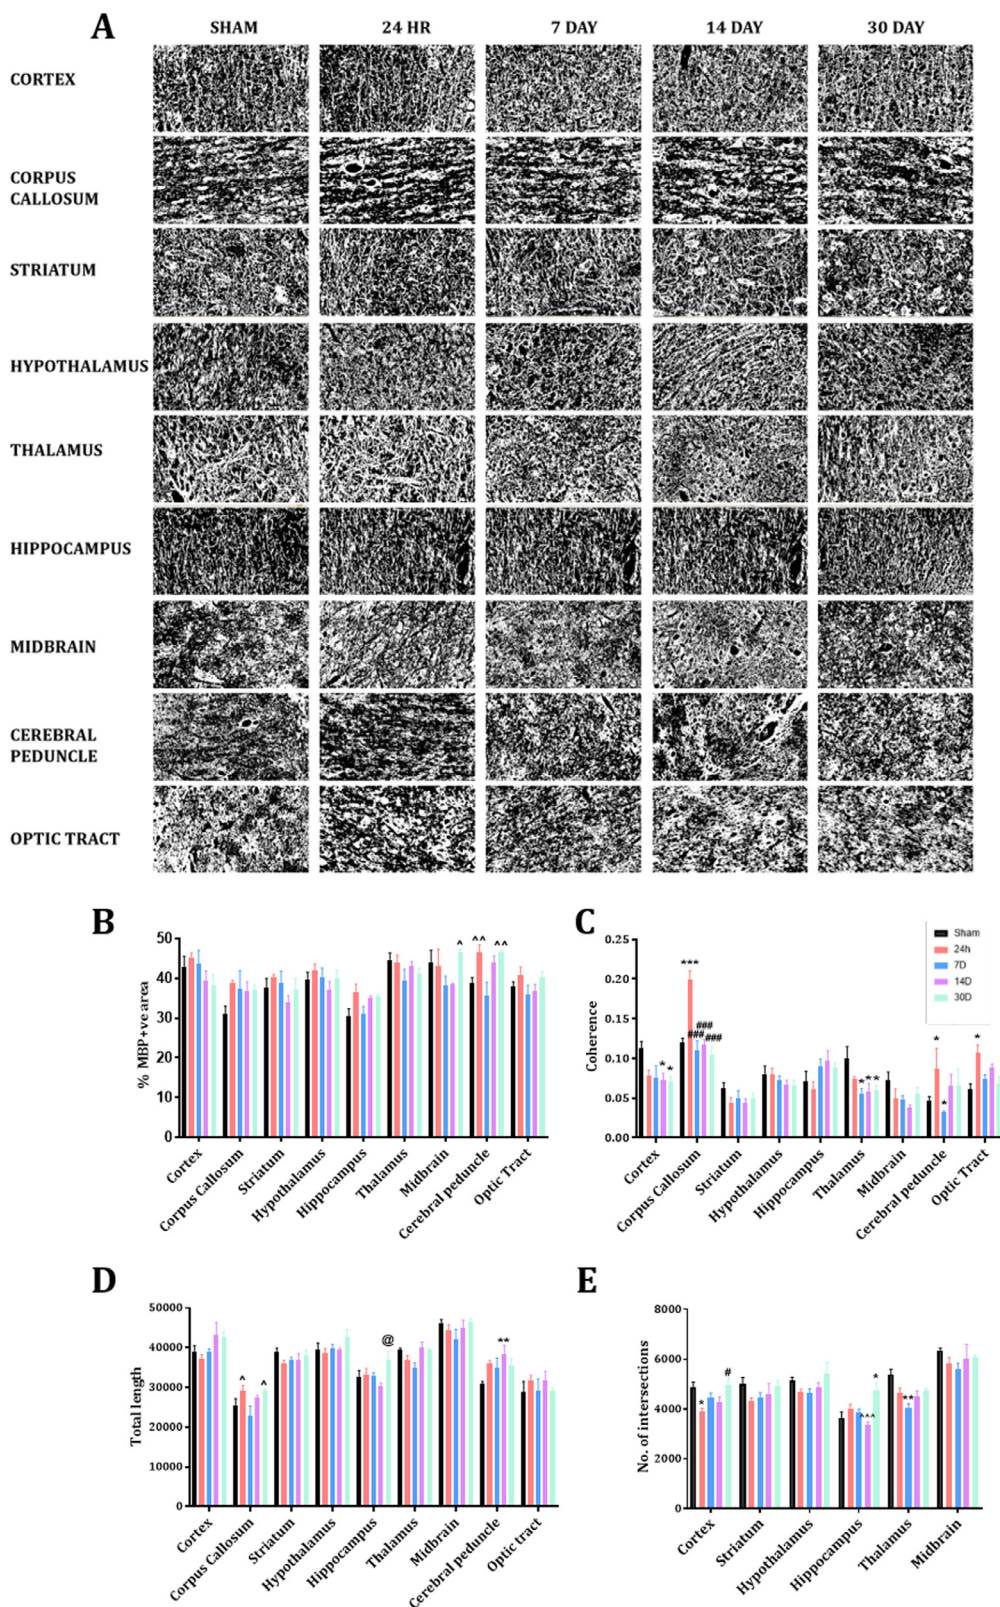 A
SHAM 24 HR 7 DAY 14 DAY 30 DAY
CORTEX
CORPUS
CALLOSUM
STRIATUM
HYPOTHALAMUS
THALAMUS
HIPPOCAMPUS
MIDBRAIN
CEREBRAL
PEDUNCLE
OPTIC TRACT
B
% MBP+ve area
50
40
30
20
10
0
^ ^^ ^^
Cortex
Corpus Callosum
Striatum
Hypothalamus
Hippocampus
Thalamus
Midbrain
Cerebral peduncle
Optic Tract
C
Coherence
0.25
0.20
0.15
0.10
0.05
0.00
***
###
### ###
* *
* * *
*
*
*
Sham
24h
7D
14D
30D
Cortex
Corpus Callosum
Striatum
Hypothalamus
Hippocampus
Thalamus
Midbrain
Cerebral peduncle
Optic Tract
D
Total length
50000
40000
30000
20000
10000
0
^ ^
@
**
Cortex
Corpus Callosum
Striatum
Hypothalamus
Hippocampus
Thalamus
Midbrain
Cerebral peduncle
Optic tract
E
No. of intersections
8000
6000
4000
2000
0
* #
^^^ *
**
Cortex
Striatum
Hypothalamus
Hippocampus
Thalamus
Midbrain